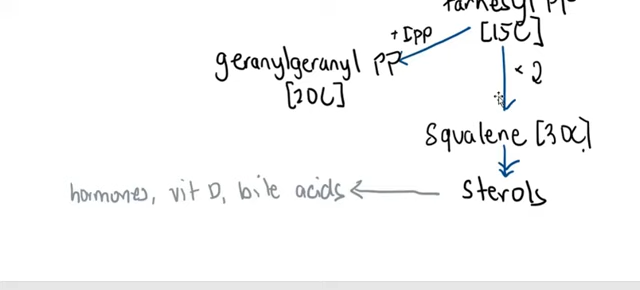 farnesyl PP
[15C]
+ IPP
geranylgeranyl PP
[20C]
× 2
Squalene [30C]
Sterols
hormones, vit D, bile acids